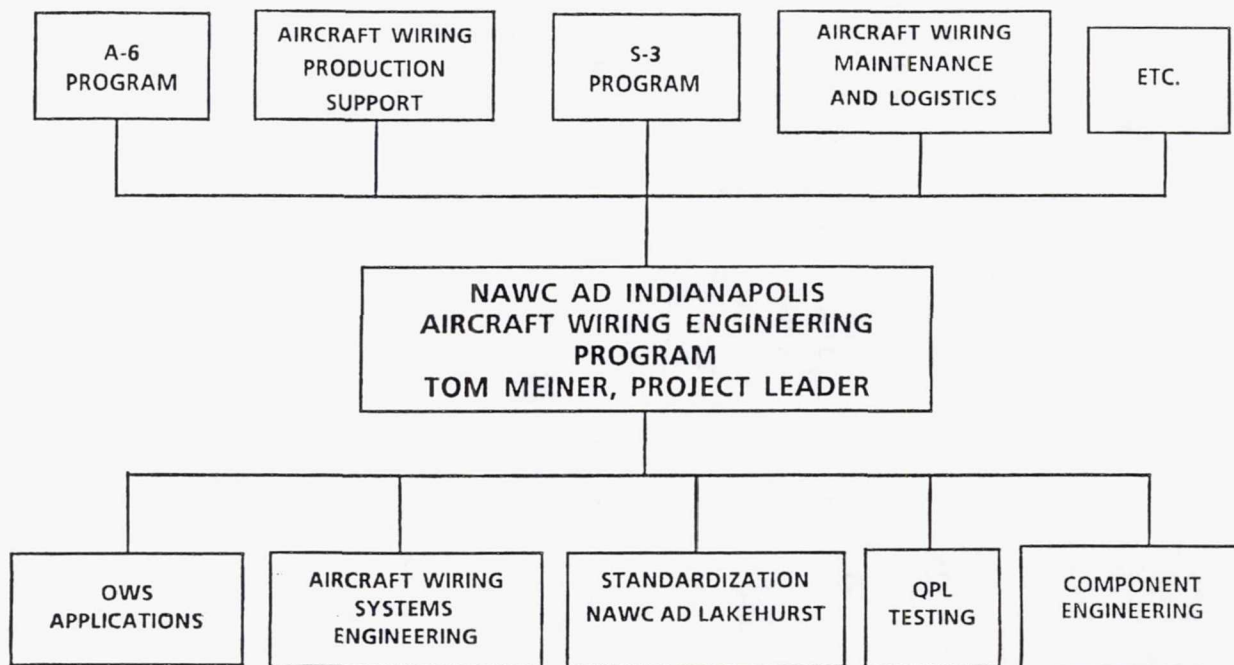 A-6
PROGRAM
AIRCRAFT WIRING
PRODUCTION
SUPPORT
S-3
PROGRAM
AIRCRAFT WIRING
MAINTENANCE
AND LOGISTICS
ETC.
NAWC AD INDIANAPOLIS
AIRCRAFT WIRING ENGINEERING
PROGRAM
TOM MEINER, PROJECT LEADER
OWS
APPLICATIONS
AIRCRAFT WIRING
SYSTEMS
ENGINEERING
STANDARDIZATION
NAWC AD LAKEHURST
QPL
TESTING
COMPONENT
ENGINEERING